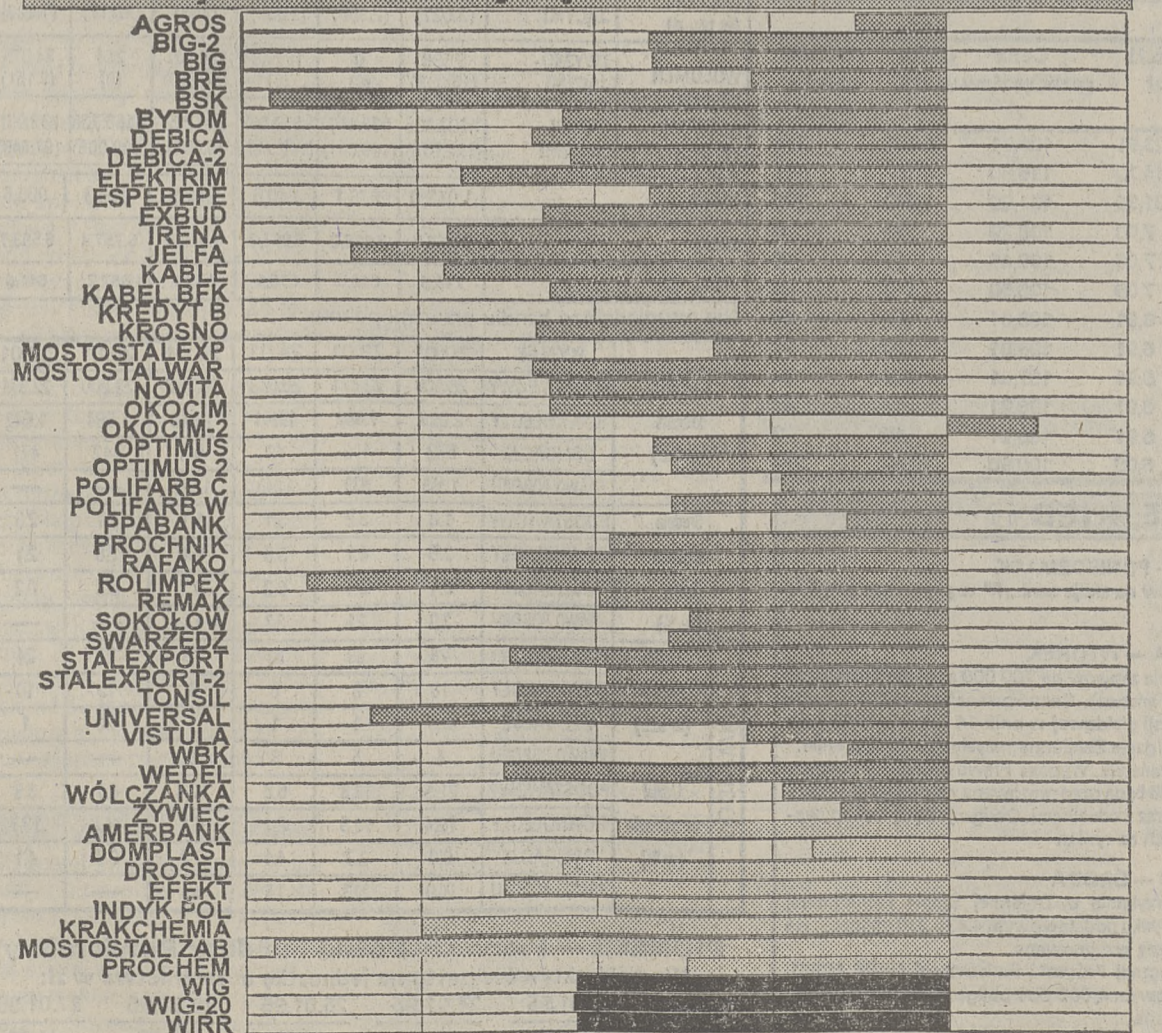 AGROS
BIG-2
BIG
BRE
BSK
BYTOM
DEBICA
DEBICA-2
ELEKTRIM
ESPEBEPE
EXBUD
IRENA
JELFA
KABLE
KABEL BFK
KREDYT B
KROSNO
MOSTOSTALEXP
MOSTOSTALWAR
NOVITA
OKOCIM
OKOCIM-2
OPTIMUS
OPTIMUS 2
POLIFARB C
POLIFARB W
PPABANK
PROCHNIK
RAFAKO
ROLIMPEX
REMAK
SOKOŁOW
SWARZEDZ
STALEXPORT
STALEXPORT-2
TONSIL
UNIVERSAL
VISTULA
WBK
WEDEL
WÓLCZANKA
ŻYWIEC
AMERBANK
DOMPLAST
DROSED
EFEKT
INDYK POL
KRAKCHEMIA
MOSTOSTAL ZAB
PROCHEM
WIG
WIG-20
WIRR